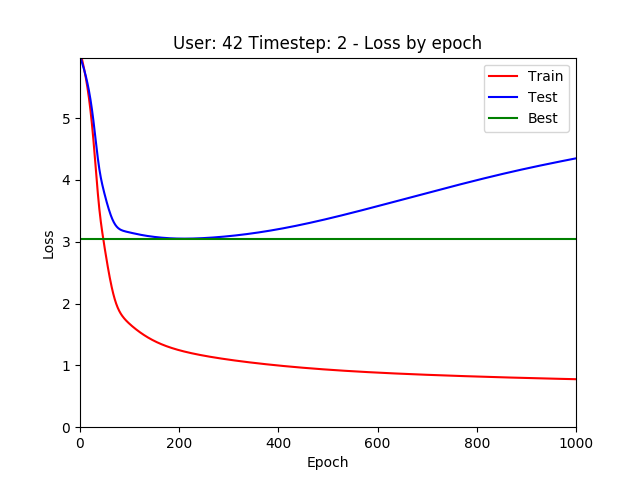 User: 42 Timestep: 2 - Loss by epoch
Train
Test
Best
5
4
3
2
1
0
Loss
0 200 400 600 800 1000
Epoch